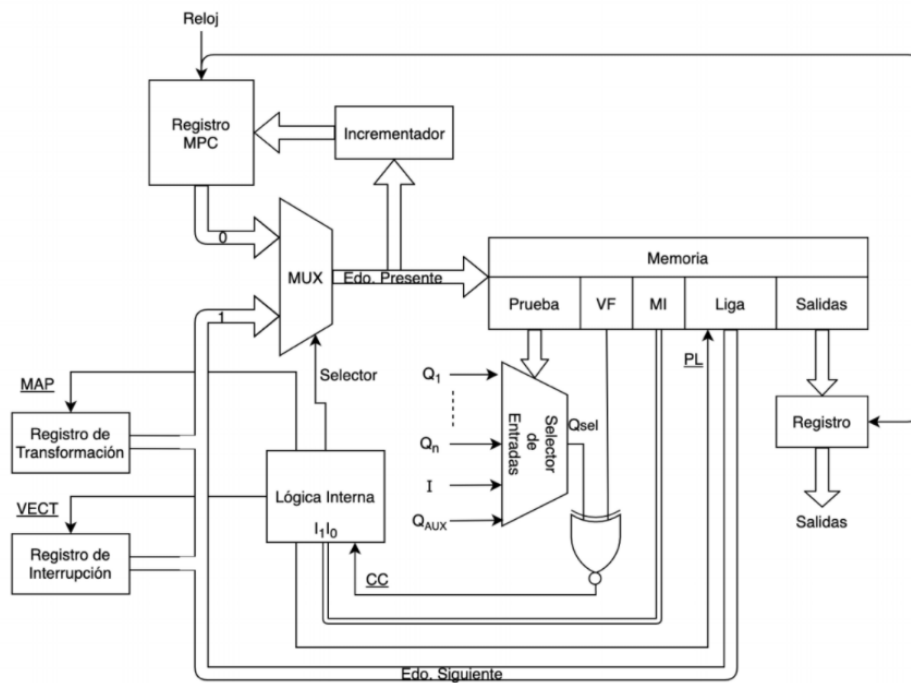 Reloj
Registro
MPC
Incrementador
0
MUX
Edo. Presente
1
Selector
Memoria
Prueba
VF
MI
Liga
Salidas
PL
MAP
Registro de
Transformación
VECT
Registro de
Interrupción
Lógica Interna
I1I0
CC
Q1
Qn
I
QAUX
Selector
de
Entradas
Qsel
Registro
Salidas
Edo. Siguiente